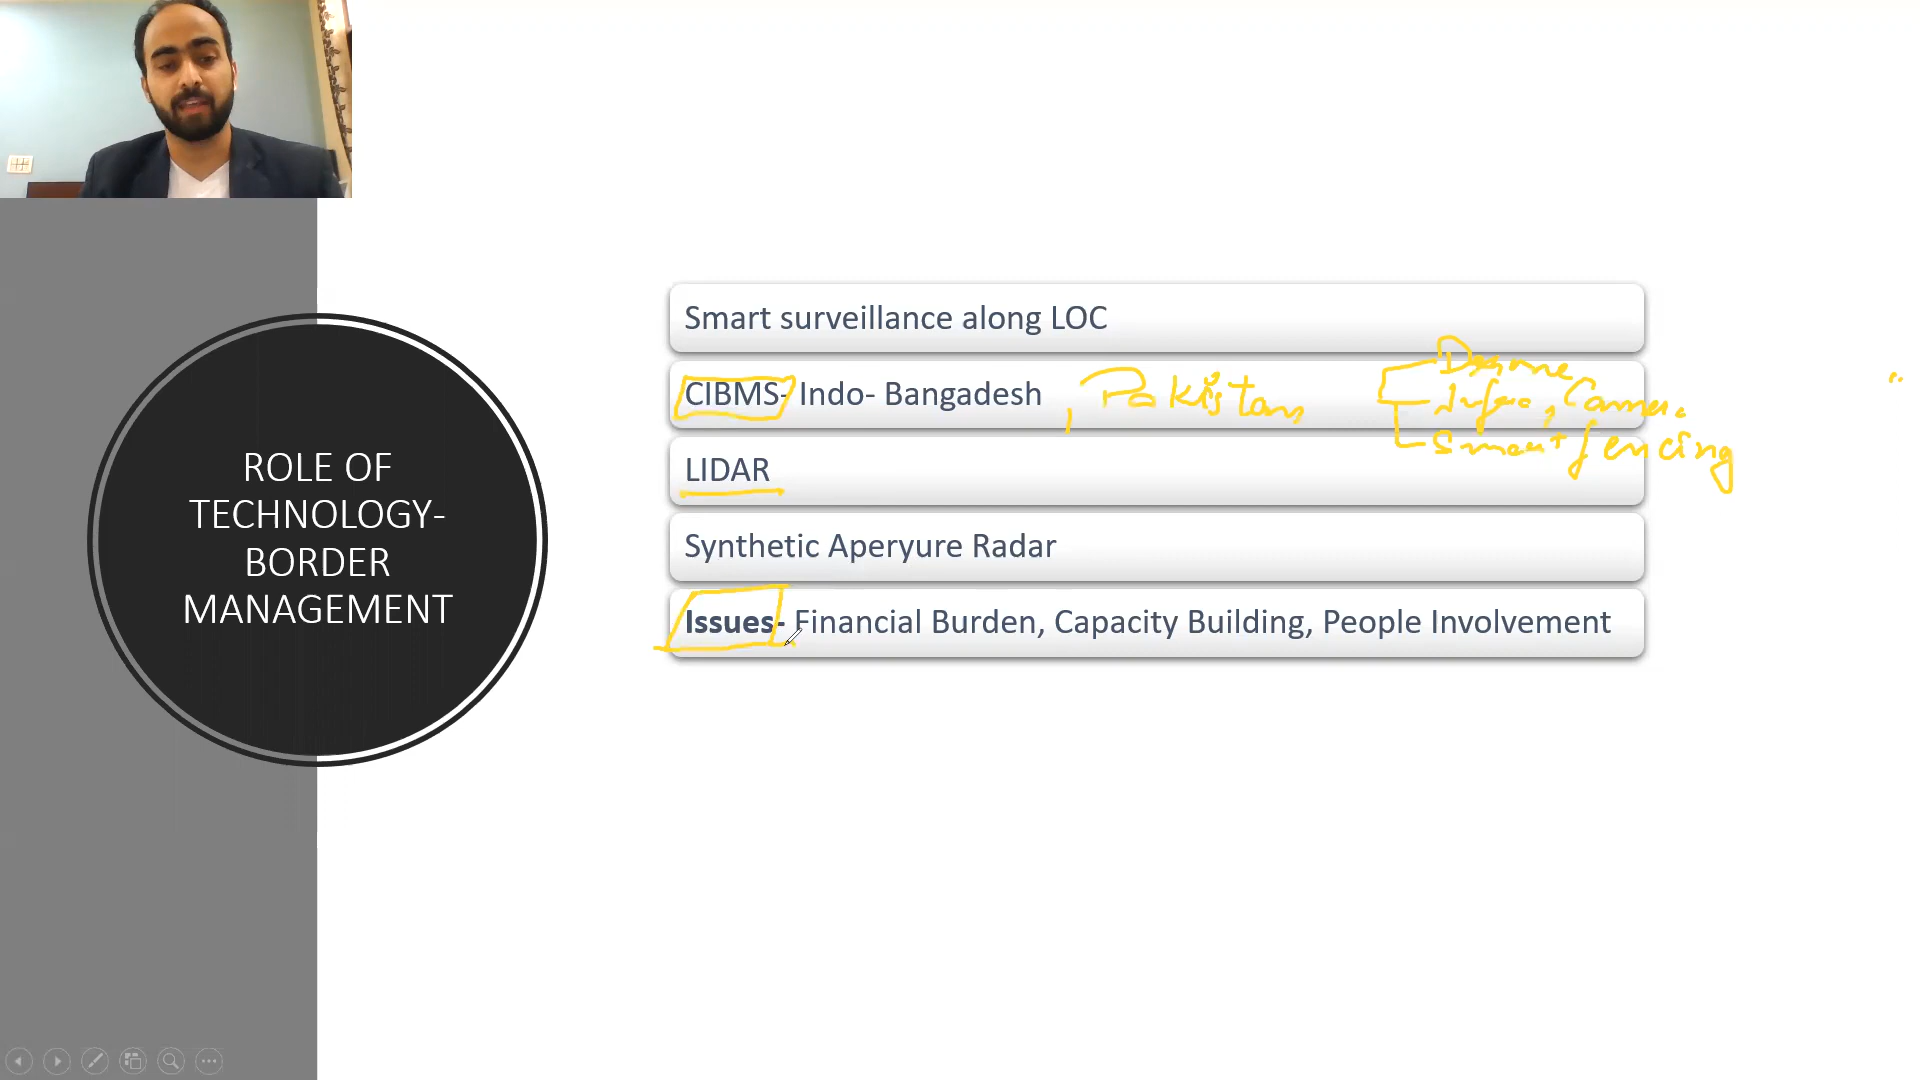 ROLE OF
TECHNOLOGY-
BORDER
MANAGEMENT
Smart surveillance along LOC
CIBMS- Indo- Bangadesh , Pakistan,
Drone
Infra, Camera
Smart fencing
LIDAR
Synthetic Aperyure Radar
Issues- Financial Burden, Capacity Building, People Involvement